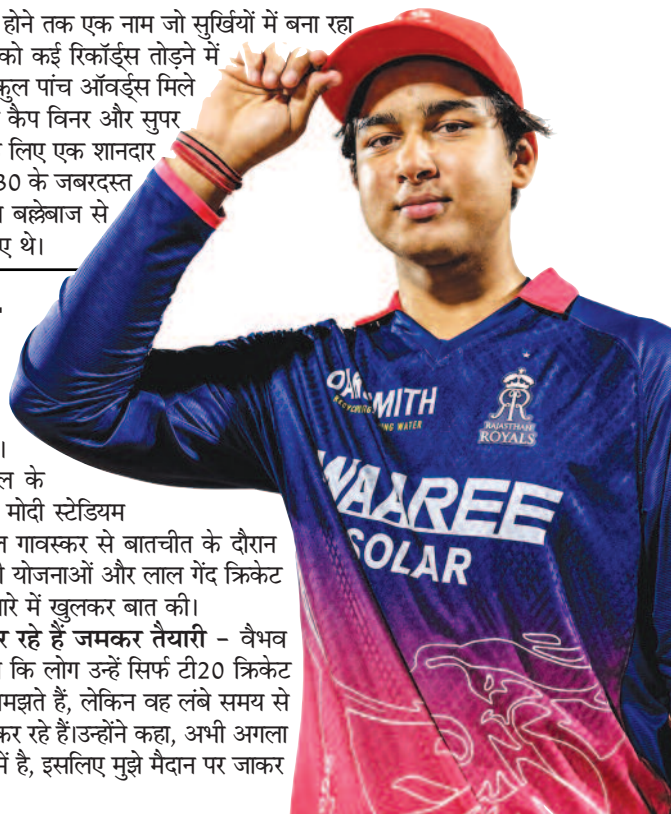 होने तक एक नाम जो सुर्खियों में बना रहा
को कई रिकॉर्ड्स तोड़ने में
कुल पांच ऑवर्ड्स मिले
कैप विनर और सुपर
लिए एक शानदार
30 के जबरदस्त
बल्लेबाज से
ए थे।
ल के
मोदी स्टेडियम
गावस्कर से बातचीत के दौरान
योजनाओं और लाल गेंद क्रिकेट
ारे में खुलकर बात की।
र रहे हैं जमकर तैयारी – वैभव
कि लोग उन्हें सिर्फ टी20 क्रिकेट
मझते हैं, लेकिन वह लंबे समय से
कर रहे हैं।उन्होंने कहा, अभी अगला
में है, इसलिए मुझे मैदान पर जाकर
MITH
RAJASTHAN
ROYALS
WAAREE
SOLAR